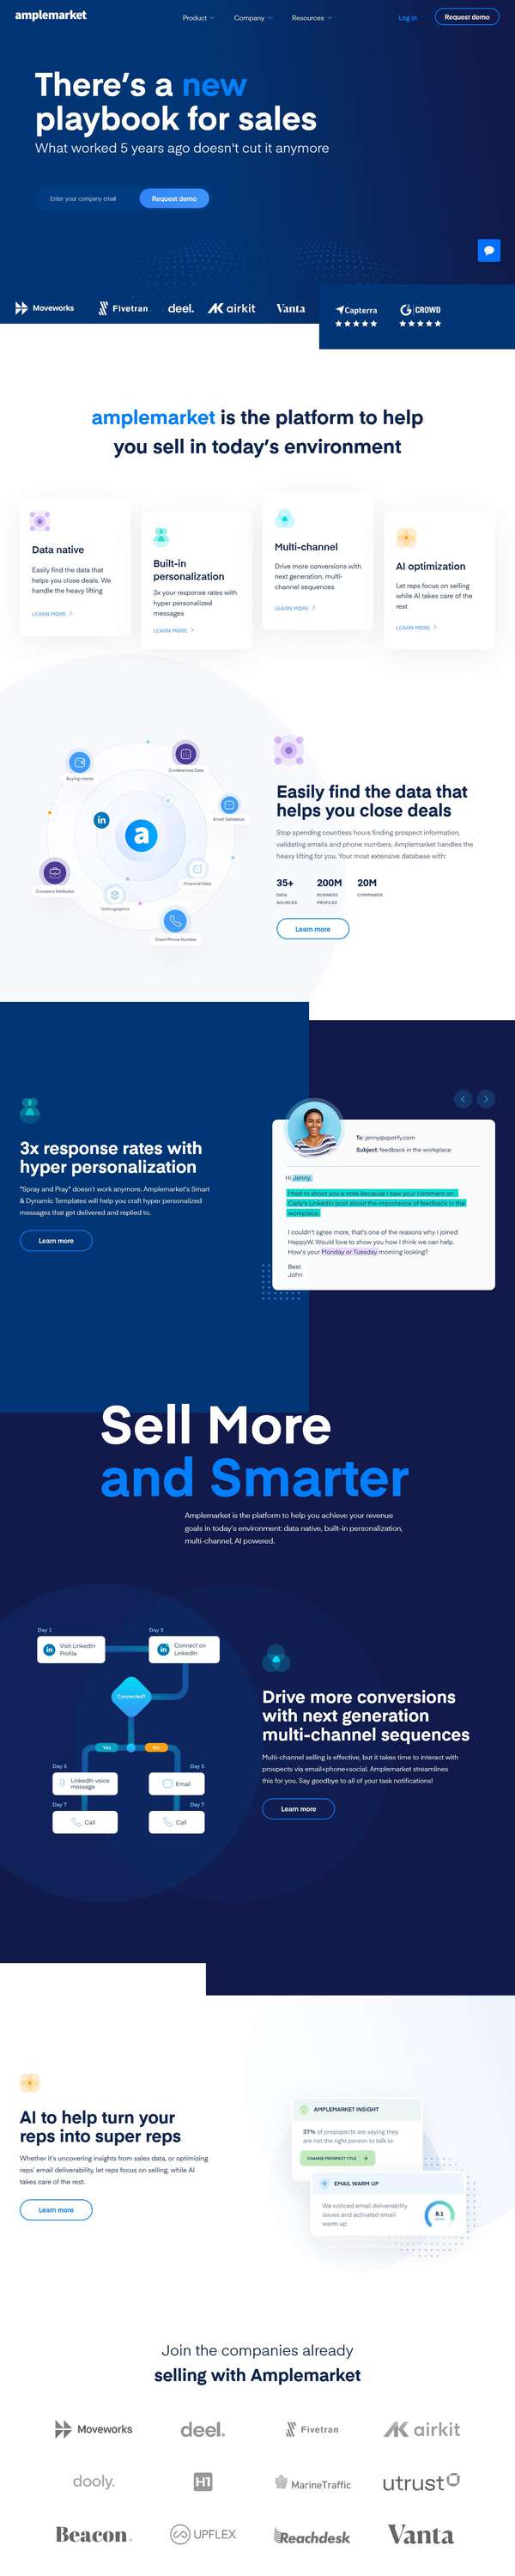 amplemarket
Product
Company
Resources
Log in
Request demo
There's a new
playbook for sales
What worked 5 years ago doesn't cut it anymore
Enter your company email
Request demo
Moveworks
Fivetran
deel.
airkit
Vanta
Capterra
CROWD
amplemarket is the platform to help
you sell in today's environment
Data native
Easily find the data that
helps you close deals. We
handle the heavy lifting
LEARN MORE
Built-in
personalization
3x your response rates with
hyper personalized
messages
LEARN MORE
Multi-channel
Drive more conversions with
next generation, multi-
channel sequences
LEARN MORE
AI optimization
Let reps focus on selling
while AI takes care of the
rest
LEARN MORE
Buying intents
Conferences Data
Email Validation
in
a
Company Attributes
Financial Data
Technographics
Direct Phone Number
Easily find the data that
helps you close deals
Stop spending countless hours finding prospect information,
validating emails and phone numbers. Amplemarket handles the
heavy lifting for you. Your most extensive database with:
35+
DATA
SOURCES
200M
BUSINESS
PROFILES
20M
COMPANIES
Learn more
3x response rates with
hyper personalization
"Spray and Pray" doesn't work anymore. Amplemarket's Smart
& Dynamic Templates will help you craft hyper personalized
messages that get delivered and replied to.
Learn more
To: jenny@spotify.com
Subject: feedback in the workplace
Hi Jenny,
I had to shoot you a note because I saw your comment on
Carly's LinkedIn post about the importance of feedback in the
workplace.
I couldn't agree more, that's one of the reasons why I joined
HappyW. Would love to show you how I think we can help.
How's your Monday or Tuesday morning looking?
Best
John
Sell More
and Smarter
Amplemarket is the platform to help you achieve your revenue
goals in today's environment: data native, built-in personalization,
multi-channel, AI powered.
Day 1
in
Visit LinkedIn
Profile
Day 3
in
Connect on
LinkedIn
Connected?
Yes
No
Day 5
LinkedIn voice
message
Day 5
Email
Day 7
Call
Day 7
Call
Drive more conversions
with next generation
multi-channel sequences
Multi-channel selling is effective, but it takes time to interact with
prospects via email+phone+social. Amplemarket streamlines
this for you. Say goodbye to all of your task notifications!
Learn more
AI to help turn your
reps into super reps
Whether it's uncovering insights from sales data, or optimizing
reps' email deliverability, let reps focus on selling, while AI
takes care of the rest.
Learn more
AMPLEMARKET INSIGHT
37% of propspects are saying they
are not the right person to talk to
CHANGE PROSPECT TITLE
EMAIL WARM UP
We noticed email deliverability
issues and activated email
warm up
8.1
Join the companies already
selling with Amplemarket
Moveworks
deel.
Fivetran
airkit
dooly.
H1
MarineTraffic
utrust
Beacon
UPFLEX
Reachdesk
Vanta